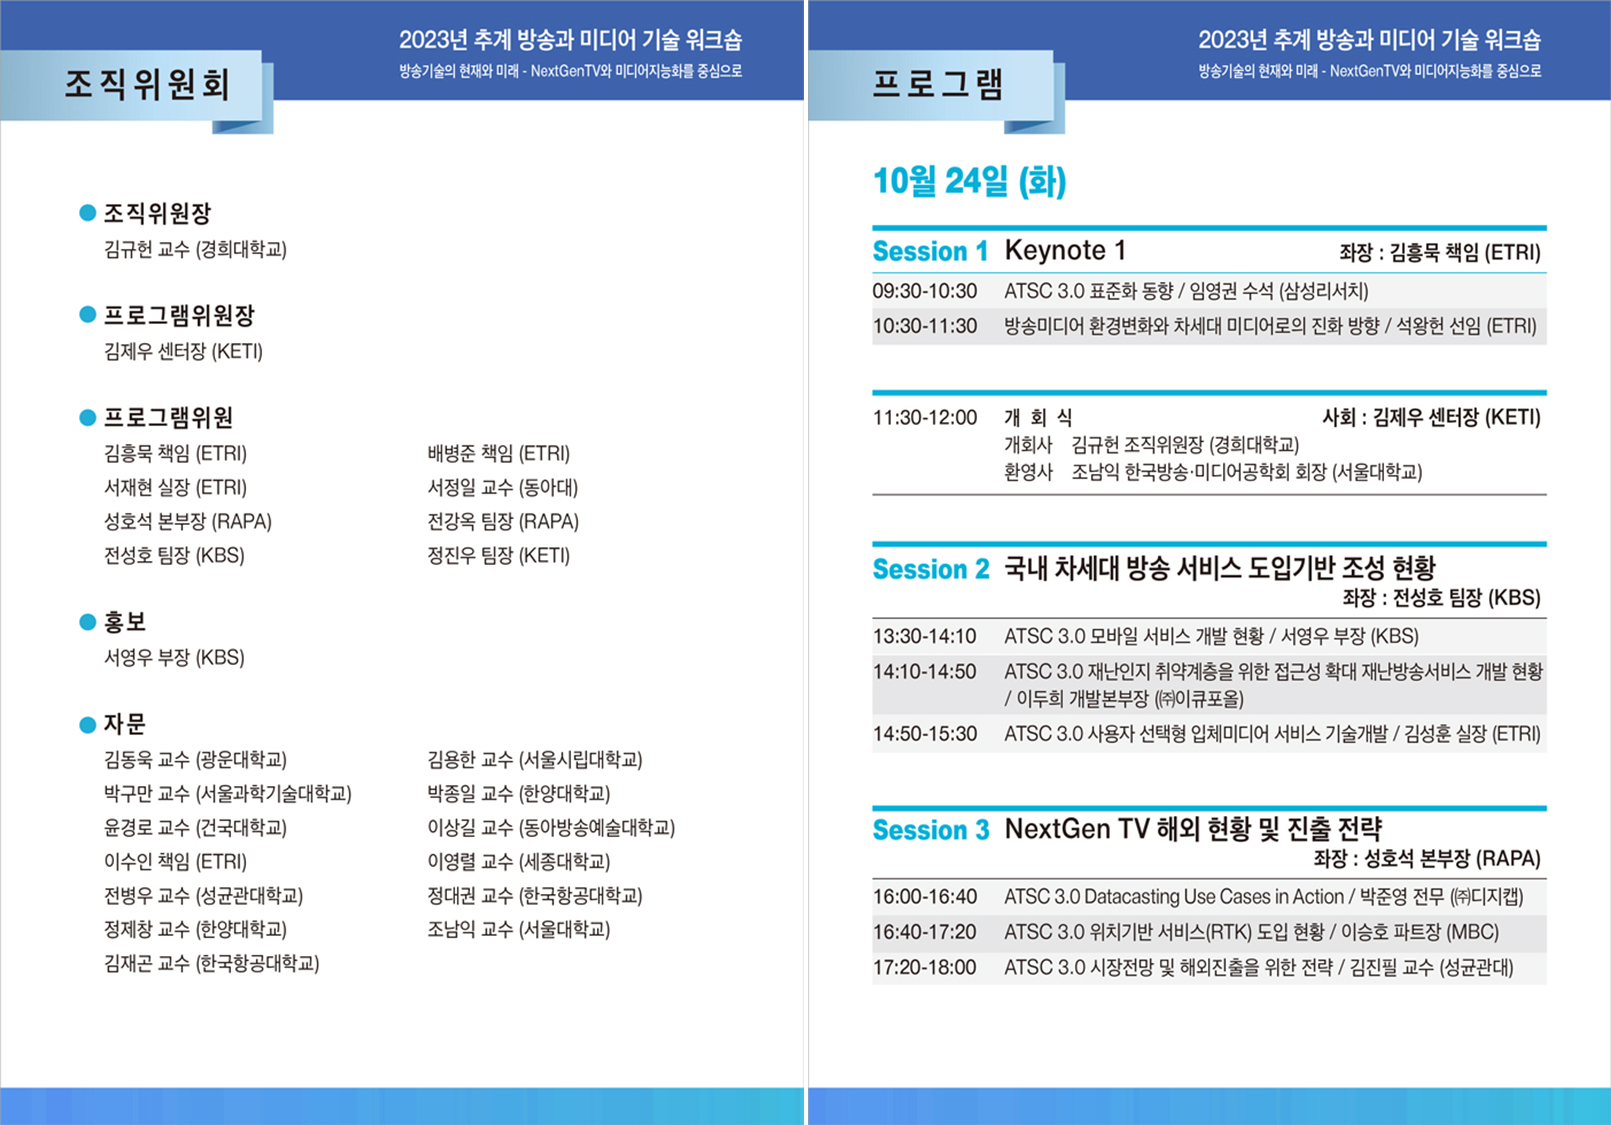 2023년 추계 방송과 미디어 기술 워크숍
방송기술의 현재와 미래 - NextGenTV와 미디어지능화를 중심으로
조직위원회
조직위원장
김규헌 교수 (경희대학교)
프로그램위원장
김제우 센터장 (KETI)
프로그램위원
김흥묵 책임 (ETRI) 배병준 책임 (ETRI)
서재현 실장 (ETRI) 서정일 교수 (동아대)
성호석 본부장 (RAPA) 전강옥 팀장 (RAPA)
전성호 팀장 (KBS) 정진우 팀장 (KETI)
홍보
서영우 부장 (KBS)
자문
김동욱 교수 (광운대학교) 김용한 교수 (서울시립대학교)
박구만 교수 (서울과학기술대학교) 박종일 교수 (한양대학교)
윤경로 교수 (건국대학교) 이상길 교수 (동아방송예술대학교)
이수인 책임 (ETRI) 이영렬 교수 (세종대학교)
전병우 교수 (성균관대학교) 정대권 교수 (한국항공대학교)
정제창 교수 (한양대학교) 조남익 교수 (서울대학교)
김재곤 교수 (한국항공대학교)
2023년 추계 방송과 미디어 기술 워크숍
방송기술의 현재와 미래 - NextGenTV와 미디어지능화를 중심으로
프로그램
10월 24일 (화)
Session 1 Keynote 1 좌장 : 김흥묵 책임 (ETRI)
09:30-10:30 ATSC 3.0 표준화 동향 / 임영권 수석 (삼성리서치)
10:30-11:30 방송미디어 환경변화와 차세대 미디어로의 진화 방향 / 석왕헌 선임 (ETRI)
11:30-12:00 개 회 식 사회 : 김제우 센터장 (KETI)
개회사 김규헌 조직위원장 (경희대학교)
환영사 조남익 한국방송·미디어공학회 회장 (서울대학교)
Session 2 국내 차세대 방송 서비스 도입기반 조성 현황
좌장 : 전성호 팀장 (KBS)
13:30-14:10 ATSC 3.0 모바일 서비스 개발 현황 / 서영우 부장 (KBS)
14:10-14:50 ATSC 3.0 재난인지 취약계층을 위한 접근성 확대 재난방송서비스 개발 현황
/ 이두희 개발본부장 (㈜이큐포올)
14:50-15:30 ATSC 3.0 사용자 선택형 입체미디어 서비스 기술개발 / 김성훈 실장 (ETRI)
Session 3 NextGen TV 해외 현황 및 진출 전략
좌장 : 성호석 본부장 (RAPA)
16:00-16:40 ATSC 3.0 Datacasting Use Cases in Action / 박준영 전무 (㈜디지캡)
16:40-17:20 ATSC 3.0 위치기반 서비스(RTK) 도입 현황 / 이승호 파트장 (MBC)
17:20-18:00 ATSC 3.0 시장전망 및 해외진출을 위한 전략 / 김진필 교수 (성균관대)